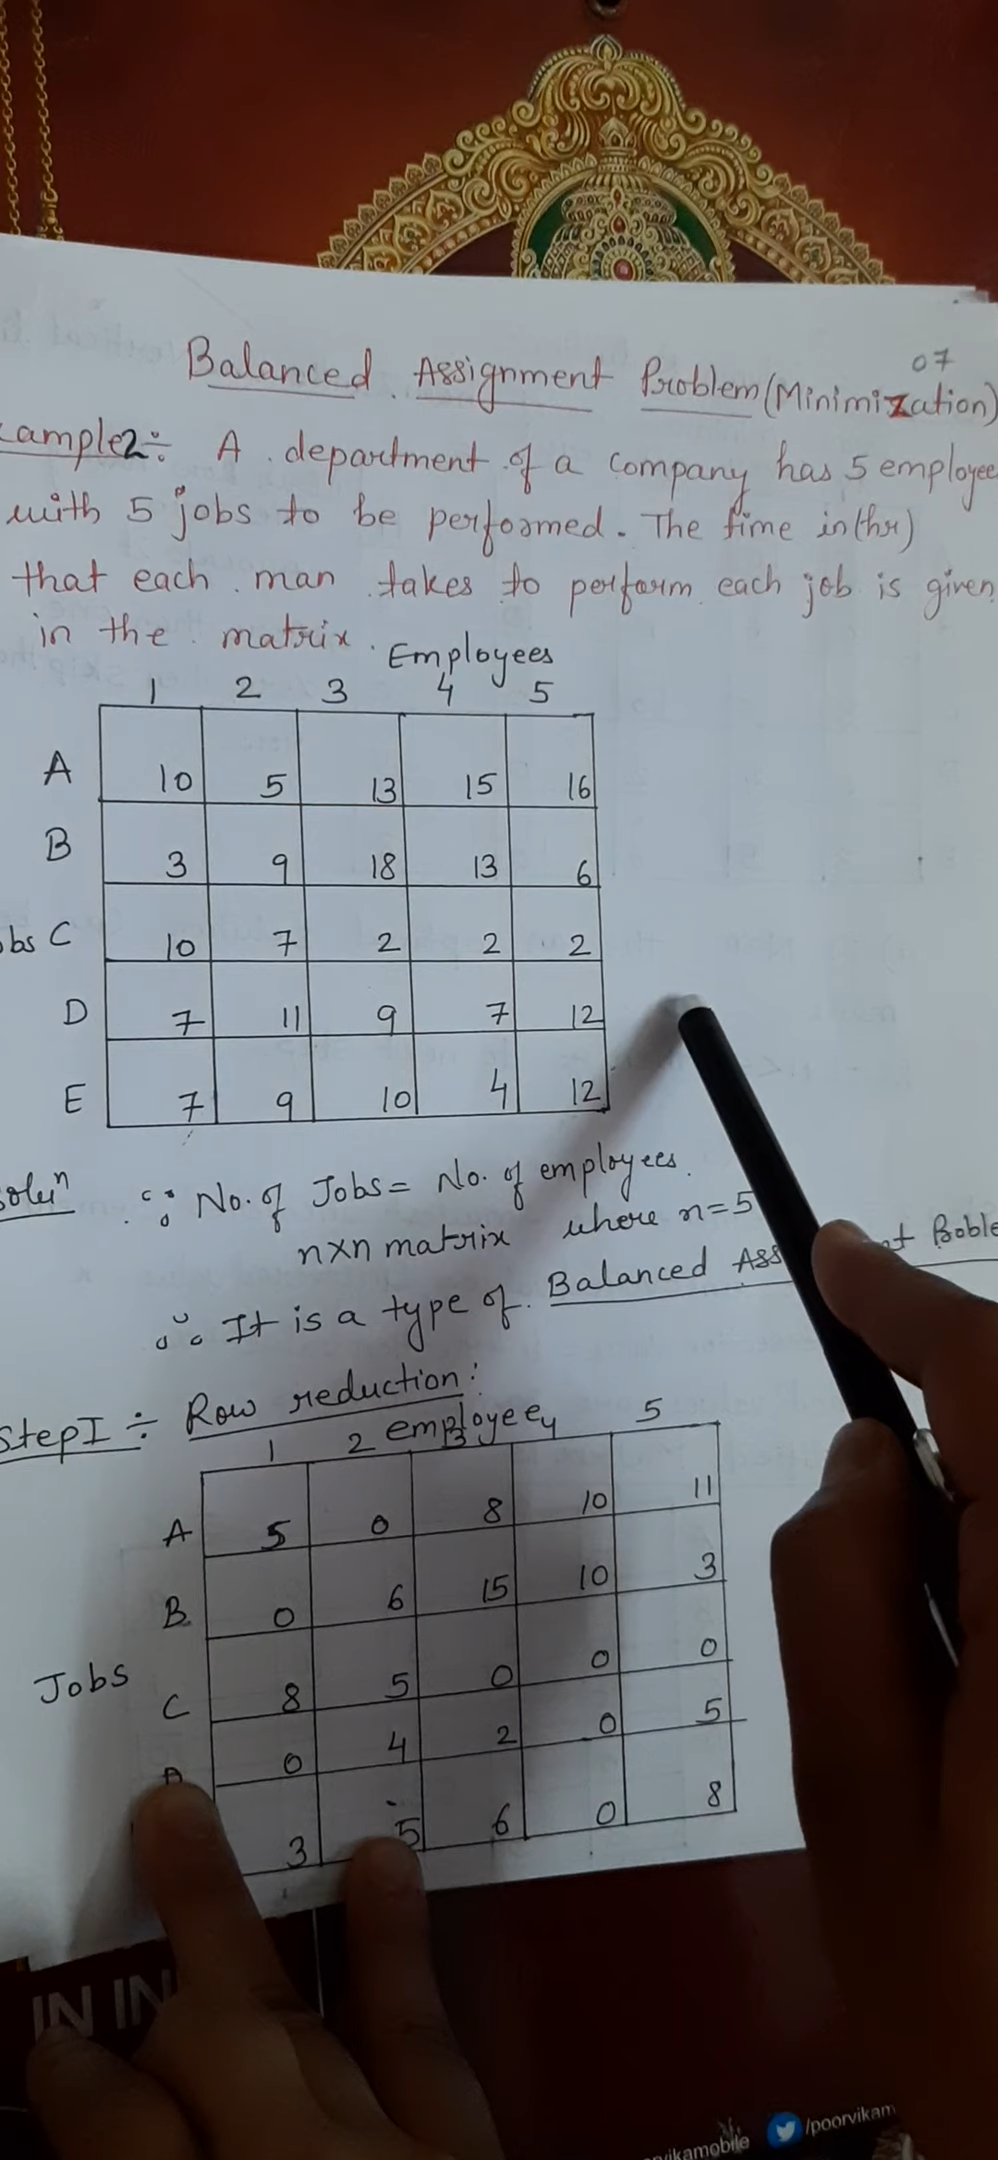 07
Balanced Assignment Problem (Minimization)
ample2÷ A department of a company has 5 employee
with 5 jobs to be performed. The time in (hr)
that each man takes to perform each job is given
in the matrix.
Employees
1 2 3 4 5
A 10 5 13 15 16
B 3 9 18 13 6
bs C 10 7 2 2 2
D 7 11 9 7 12
E 7 9 10 4 12
soluⁿ ∵ No. of Jobs = No. of employees.
n×n matrix where n=5
∴ It is a type of Balanced Ass t Proble
Step I ÷ Row reduction:
employee
1 2 3 4 5
A 5 0 8 10 11
B 0 6 15 10 3
Jobs
C 8 5 0 0 0
D 0 4 2 0 5
3 5 6 0 8
IN IN
vikamobile /poorvikam